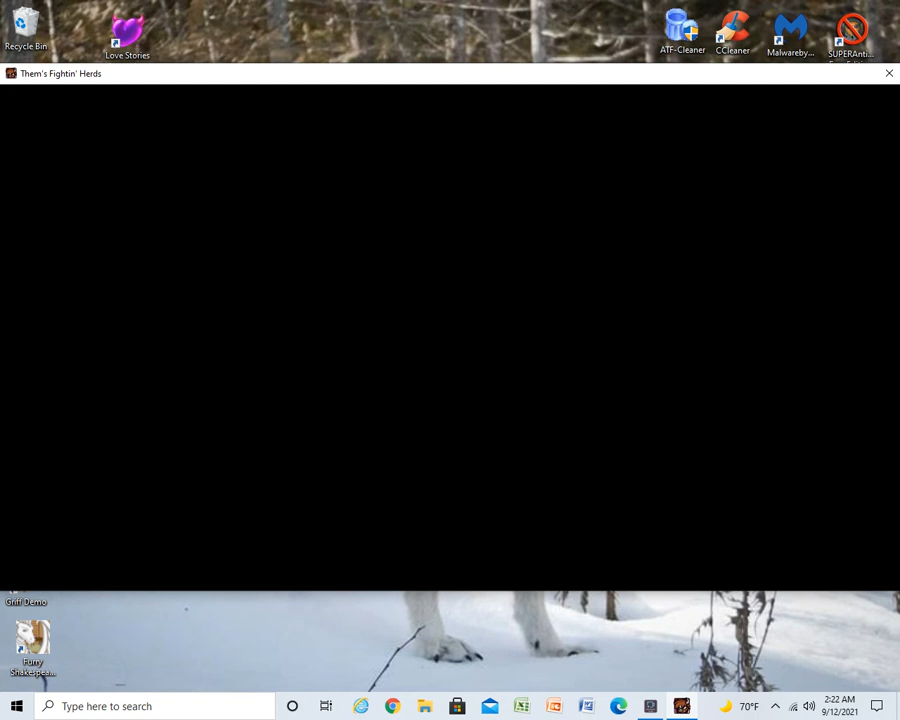 Recycle Bin
Love Stories
ATF-Cleaner
CCleaner
Malwareby...
SUPERAnti...
Them's Fightin' Herds
Griff Demo
Furry
Shakespea...
Type here to search
70°F
2:22 AM
9/12/2021